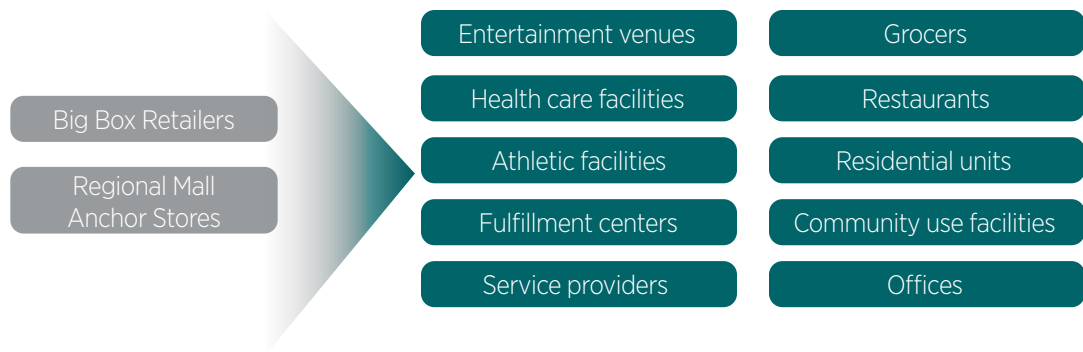 Big Box Retailers
Regional Mall
Anchor Stores
Entertainment venues
Health care facilities
Athletic facilities
Fulfillment centers
Service providers
Grocers
Restaurants
Residential units
Community use facilities
Offices